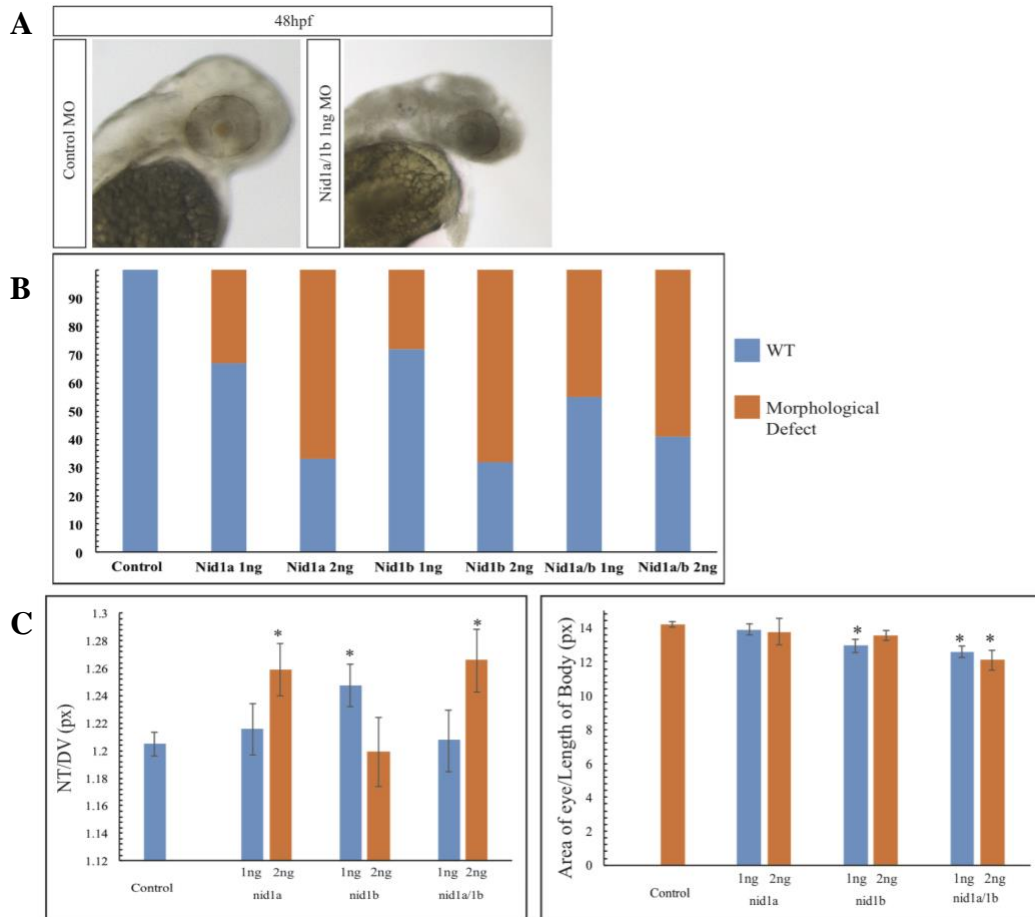 A
48hpf
Control MO
Nid1a/1b 1ng MO
B
90
80
70
60
50
40
30
20
10
0
Control Nid1a 1ng Nid1a 2ng Nid1b 1ng Nid1b 2ng Nid1a/b 1ng Nid1a/b 2ng
WT
Morphological
Defect
C
NT/DV (px)
1.3
1.28
1.26
1.24
1.22
1.2
1.18
1.16
1.14
1.12
* * *
1ng 2ng 1ng 2ng 1ng 2ng
Control nid1a nid1b nid1a/1b
Area of eye/Length of Body (px)
14
12
10
8
6
4
2
0
* * *
1ng 2ng 1ng 2ng 1ng 2ng
Control nid1a nid1b nid1a/1b